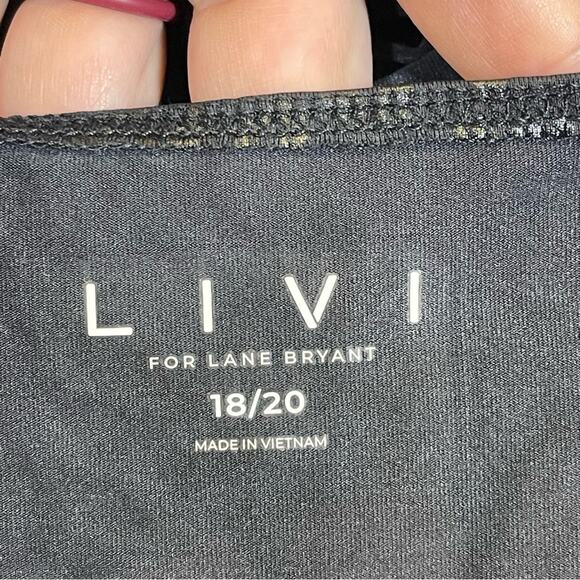 LIVI
FOR LANE BRYANT
18/20
MADE IN VIETNAM